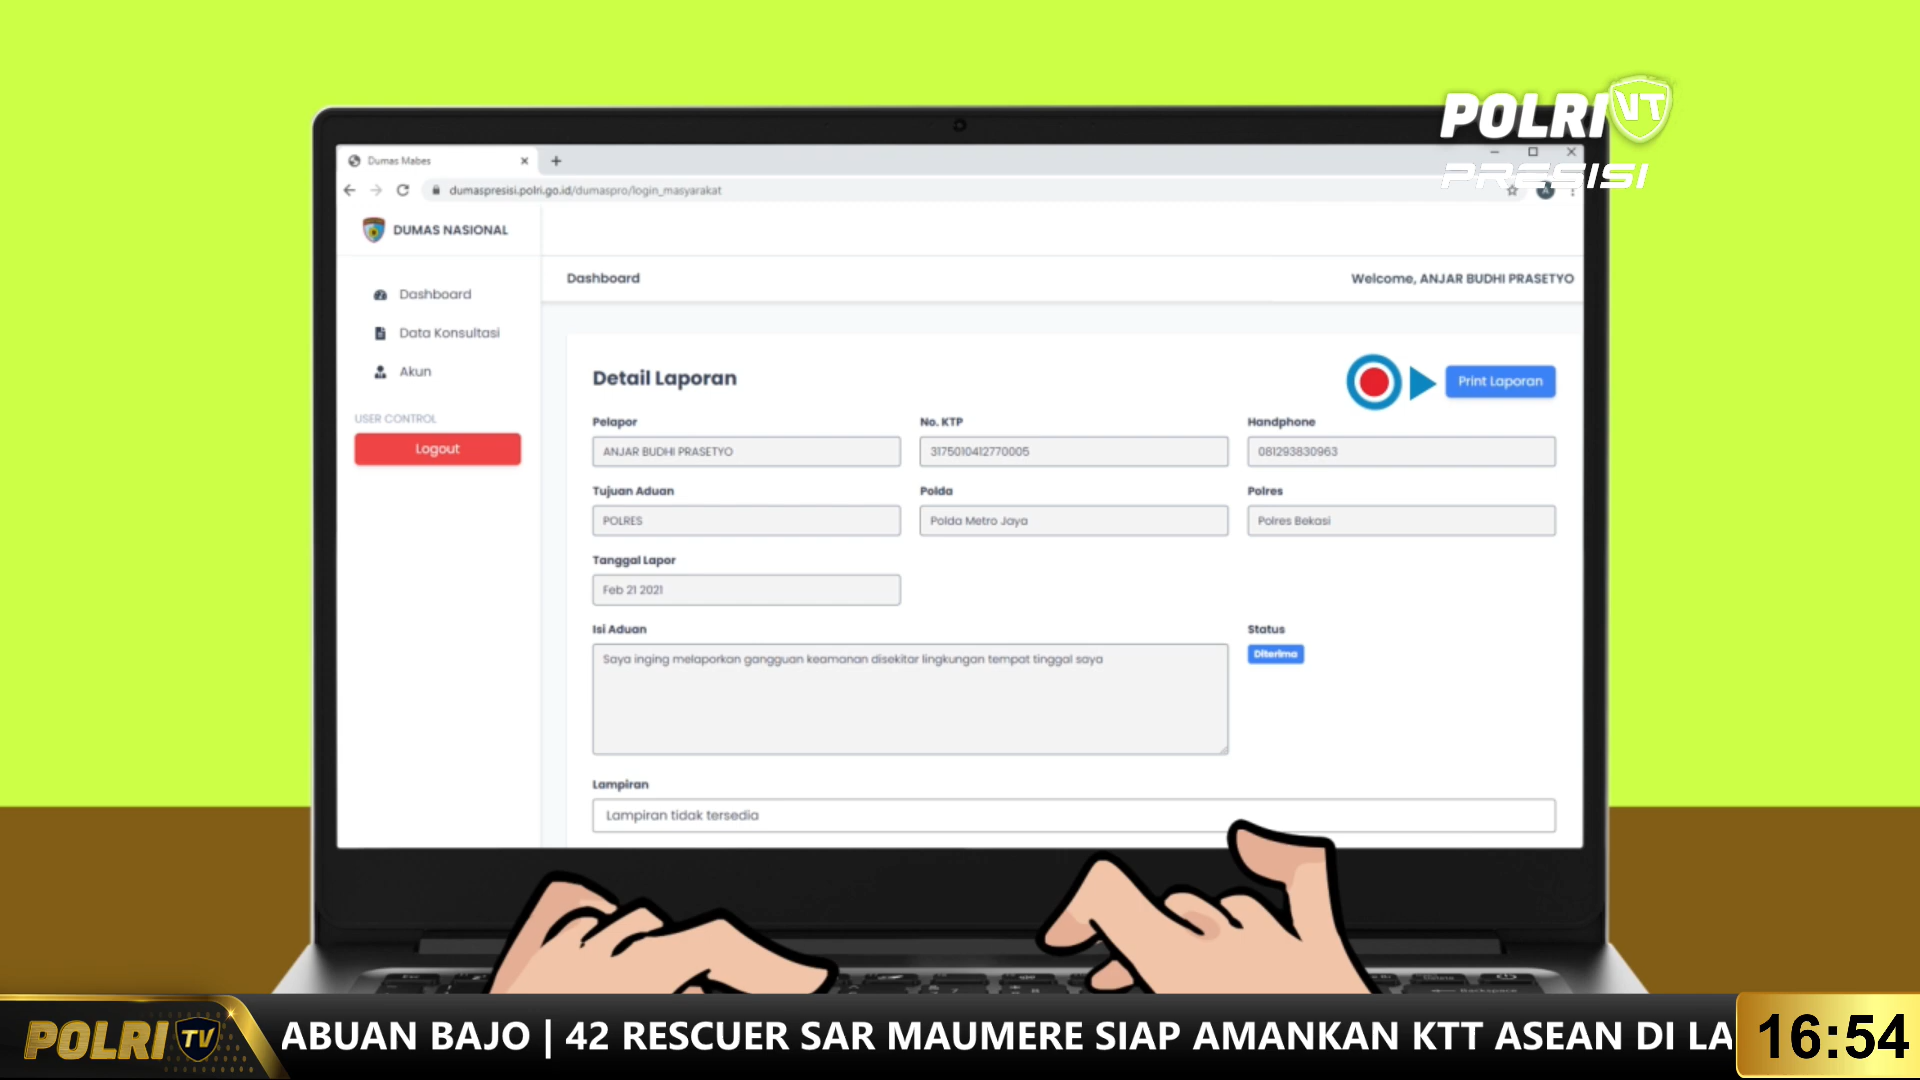 POLRI TV
PRESISI
Dumas Mabes
dumaspresisi.polri.go.id/dumaspro/login_masyarakat
DUMAS NASIONAL
Dashboard
Welcome, ANJAR BUDHI PRASETYO
Dashboard
Data Konsultasi
Akun
USER CONTROL
Logout
Detail Laporan
Print Laporan
Pelapor No. KTP Handphone
ANJAR BUDHI PRASETYO 3175010412770005 081293830963
Tujuan Aduan Polda Polres
POLRES Polda Metro Jaya Polres Bekasi
Tanggal Lapor
Feb 21 2021
Isi Aduan Status
Saya inging melaporkan gangguan keamanan disekitar lingkungan tempat tinggal saya Diterima
Lampiran
Lampiran tidak tersedia
POLRI TV ABUAN BAJO | 42 RESCUER SAR MAUMERE SIAP AMANKAN KTT ASEAN DI LA 16:54